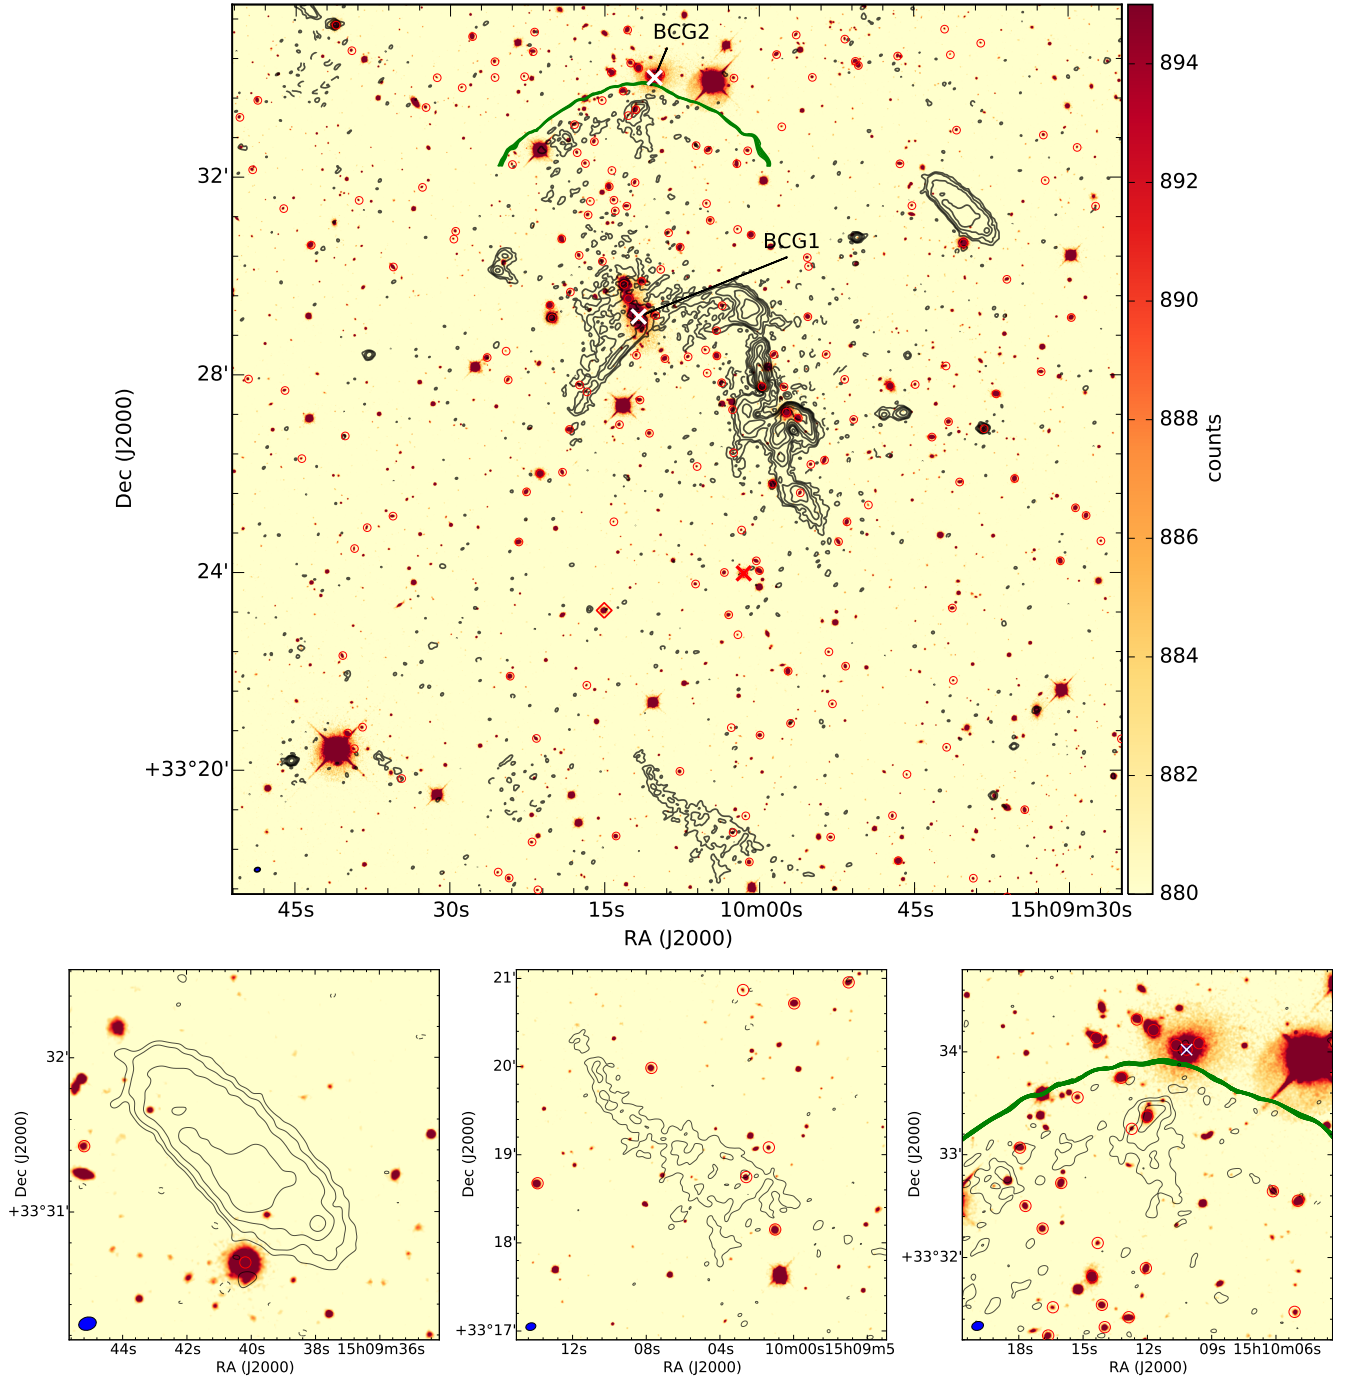 BCG2
BCG1
32'
28'
24'
+33°20'
Dec (J2000)
45s
30s
15s
10m00s
45s
15h09m30s
RA (J2000)
894
892
890
888
886
884
882
880
counts
32'
+33°31'
Dec (J2000)
44s
42s
40s
38s
15h09m36s
RA (J2000)
21'
20'
19'
18'
+33°17'
Dec (J2000)
12s
08s
04s
10m00s
15h09m5
RA (J2000)
34'
33'
+33°32'
Dec (J2000)
18s
15s
12s
09s
15h10m06s
RA (J2000)